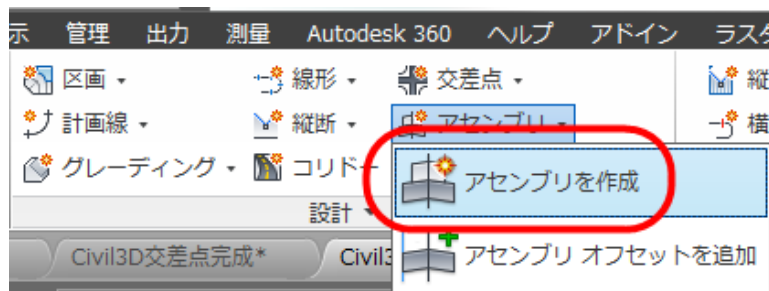 示 管理 出力 測量 Autodesk 360 ヘルプ アドイン ラスタ
区画 線形 交差点 縦
計画線 縦断 アセンブリ 横
グレーディング コリドー アセンブリを作成
設計
Civil3D交差点完成* Civil3 アセンブリ オフセットを追加